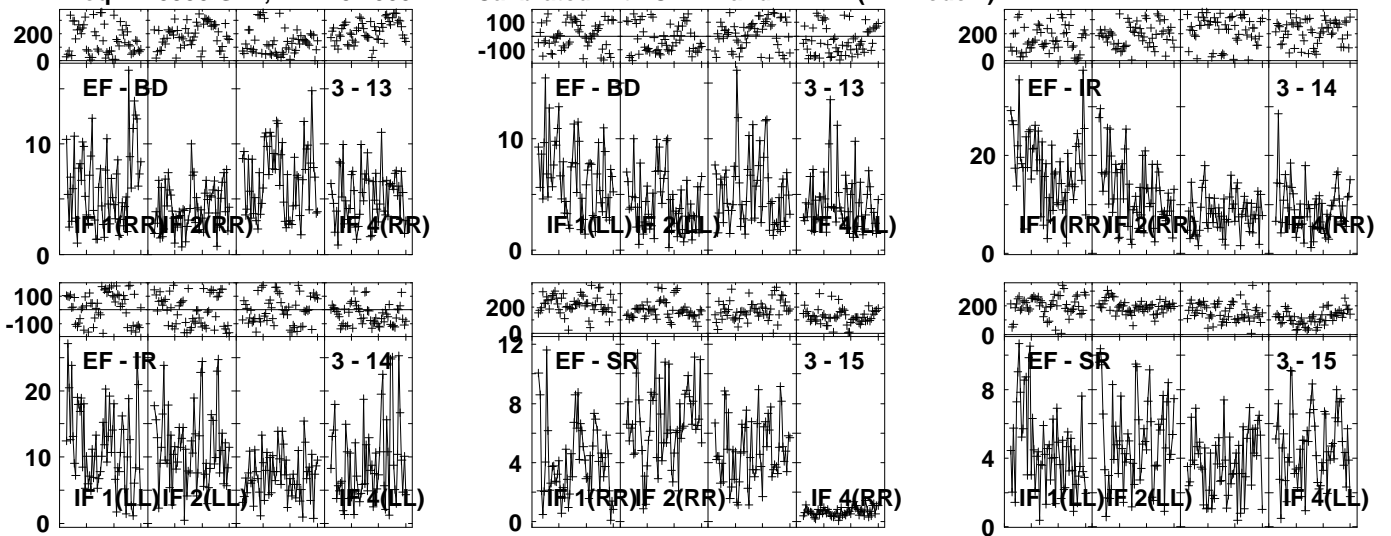 200
0
EF - BD
3 - 13
10
0
IF 1(RR)
IF 2(RR)
IF 4(RR)
100
-100
EF - BD
3 - 13
10
0
IF 1(LL)
IF 2(LL)
IF 4(LL)
200
0
EF - IR
3 - 14
20
0
IF 1(RR)
IF 2(RR)
IF 4(RR)
100
-100
EF - IR
3 - 14
20
10
0
IF 1(LL)
IF 2(LL)
IF 4(LL)
200
0
12
EF - SR
3 - 15
8
4
0
IF 1(RR)
IF 2(RR)
IF 4(RR)
200
0
EF - SR
3 - 15
8
4
0
IF 1(LL)
IF 2(LL)
IF 4(LL)